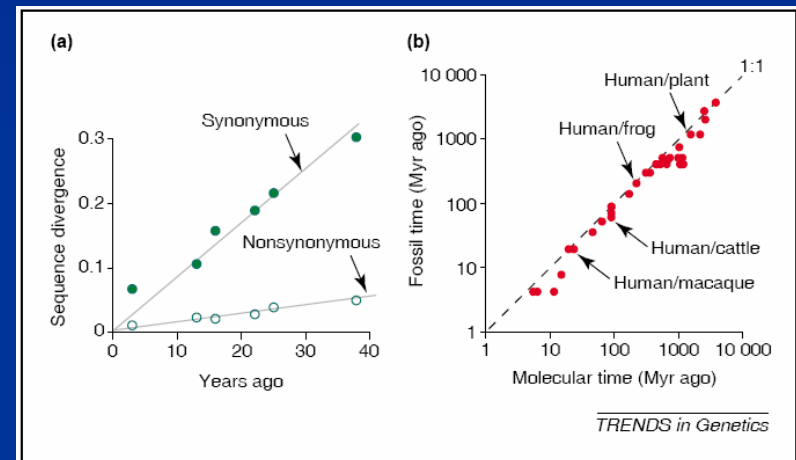 (a)
Sequence divergence
0.3
0.2
0.1
0
Synonymous
Nonsynonymous
0 10 20 30 40
Years ago
(b)
Fossil time (Myr ago)
10 000
1000
100
10
1
1:1
Human/plant
Human/frog
Human/cattle
Human/macaque
1 10 100 1000 10 000
Molecular time (Myr ago)
TRENDS in Genetics